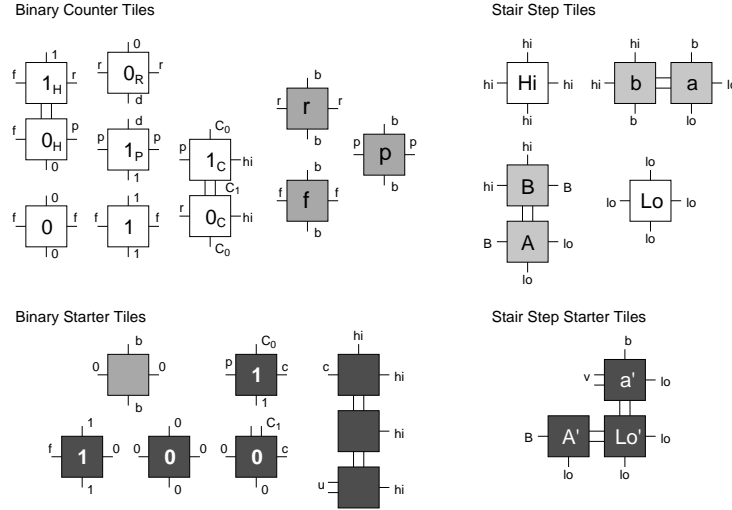 Binary Counter Tiles
Stair Step Tiles
1
f 1H r
0
r 0R r
d
f 0H p
0
d
p 1P p
1
C0
p 1C hi
C1
r 0C hi
C0
0
f 0 f
0
1
f 1 f
1
b
r r r
b
b
p p p
b
b
f f f
b
hi
hi Hi hi
hi
hi
hi b
b
a lo
lo
hi
hi B B
B A lo
lo
lo
lo Lo lo
lo
Binary Starter Tiles
Stair Step Starter Tiles
b
0 0
b
C0
p 1 c
1
hi
c hi
hi
u hi
1
f 1 0
1
0
0 0 0
0
C1
0 0 c
0
b
v a' lo
B A'
lo
Lo' lo
lo